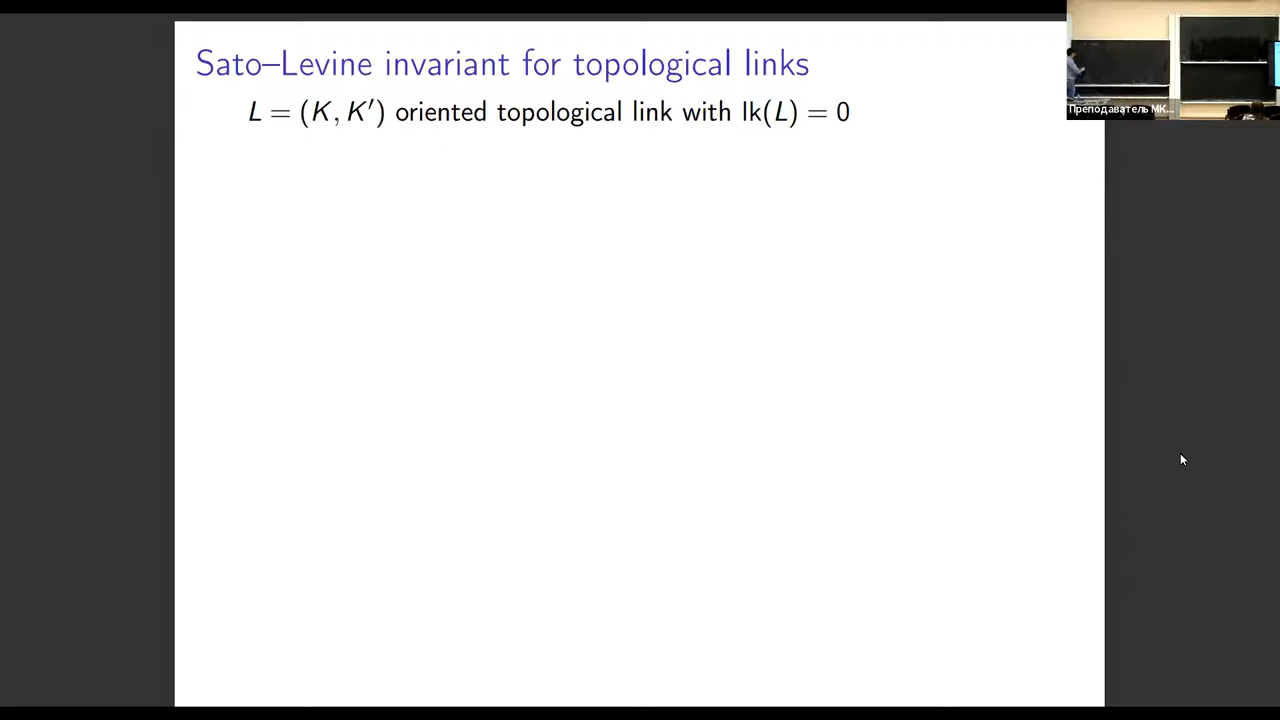 Sato–Levine invariant for topological links
L = (K, K′) oriented topological link with lk(L) = 0
Преподаватель МК...